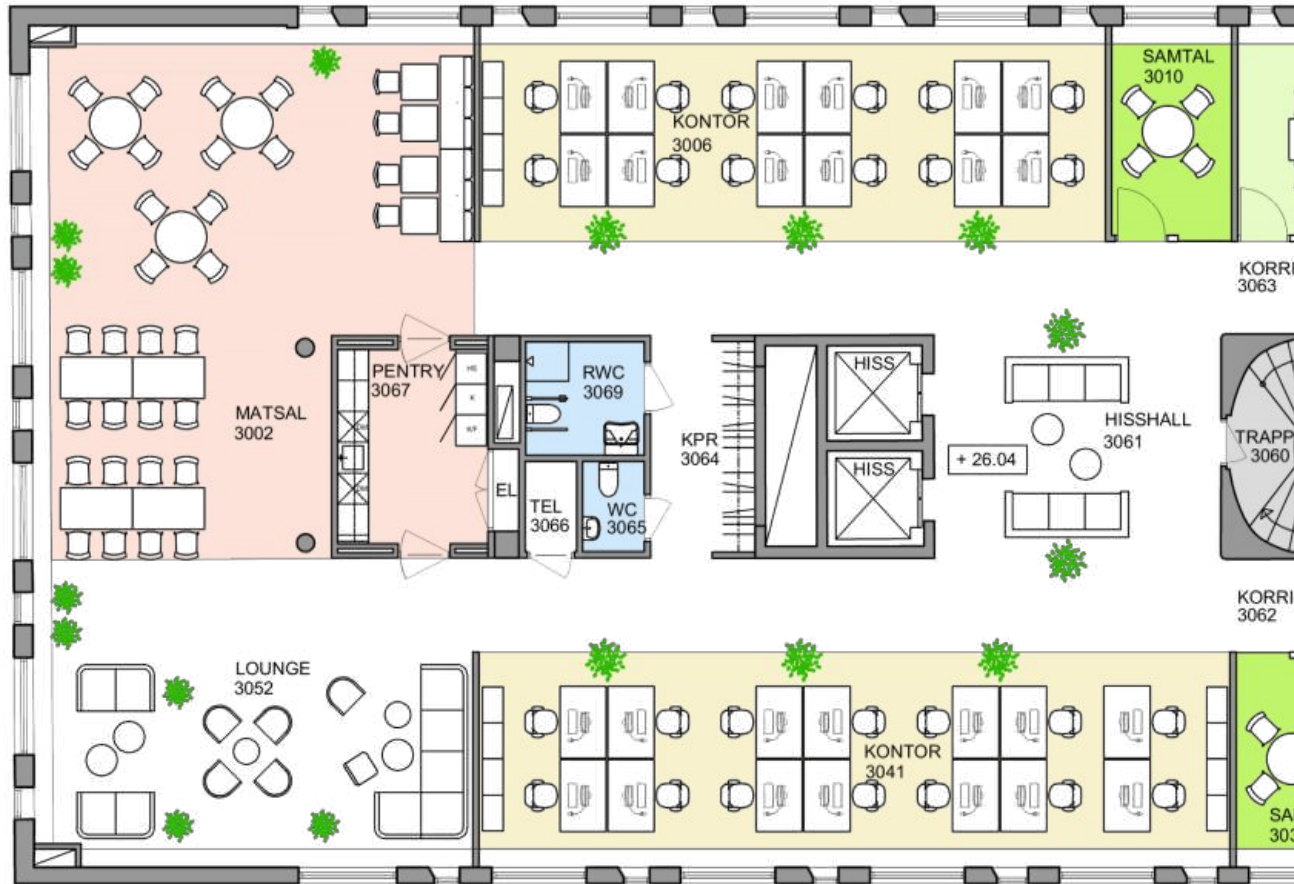 SAMTAL
3010
KONTOR
3006
KORRI
3063
PENTRY
3067
HS
K
K/F
RWC
3069
HISS
MATSAL
3002
KPR
3064
HISSHALL
3061
+ 26.04
TRAPP
3060
HISS
EL
TEL
3066
WC
3065
KORRI
3062
LOUNGE
3052
KONTOR
3041
SA
303